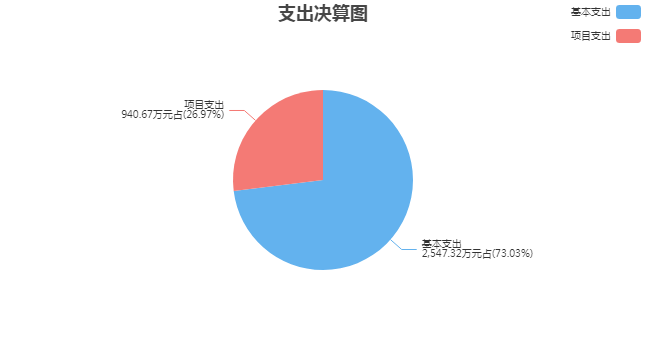 支出决算图
基本支出
项目支出
项目支出
940.67万元占(26.97%)
基本支出
2,547.32万元占(73.03%)